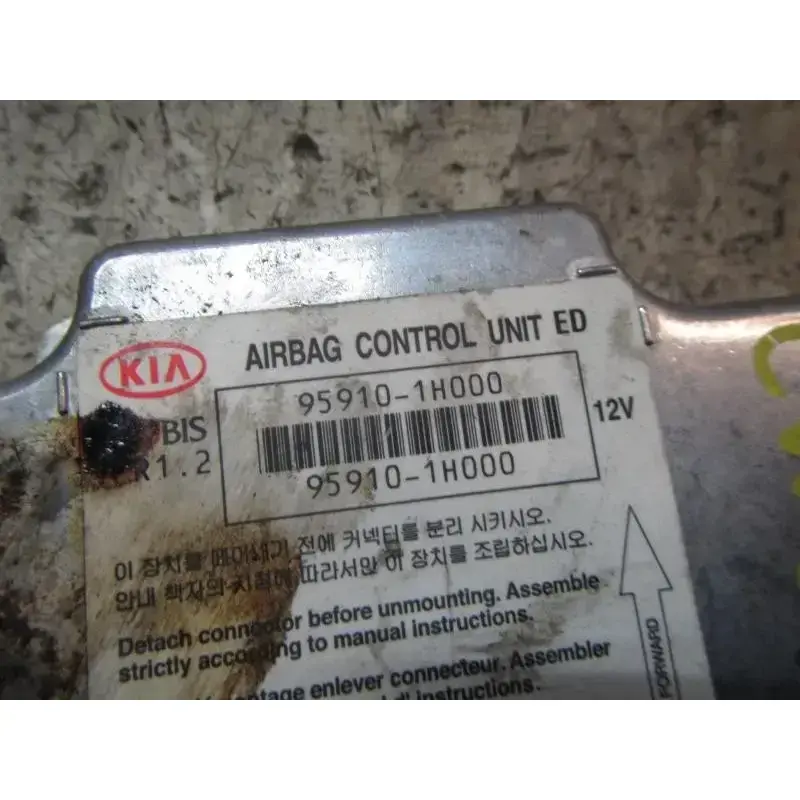 AIRBAG CONTROL UNIT ED
KIA
95910-1H000
12V
BIS
R1.2
95910-1H000
이 장치를 떼어내기 전에 커넥터를 분리 시키시오.
안내 책자의 지침에 따라서만 이 장치를 조립하십시오.
Detach connector before unmounting. Assemble
strictly according to manual instructions.
enlever connecteur. Assembler
d'instructions.
FORWARD